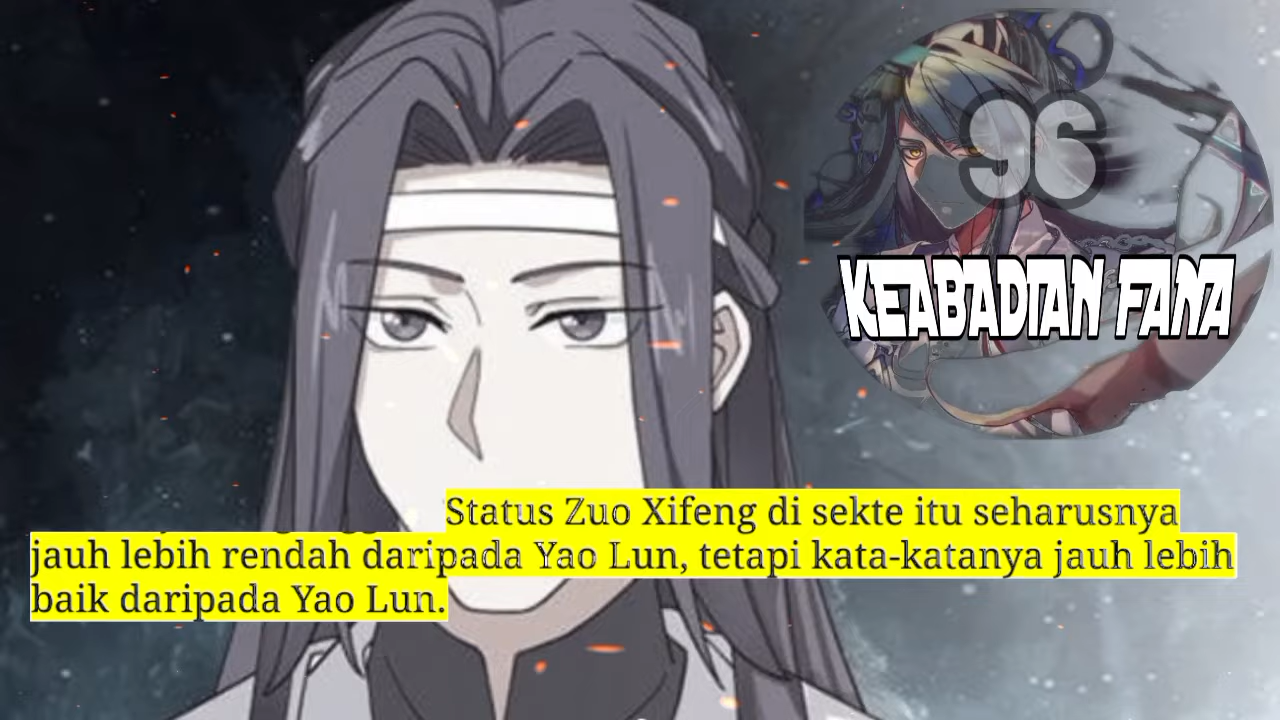 96
KEABADIAN FANA
Status Zuo Xifeng di sekte itu seharusnya
jauh lebih rendah daripada Yao Lun, tetapi kata-katanya jauh lebih
baik daripada Yao Lun.